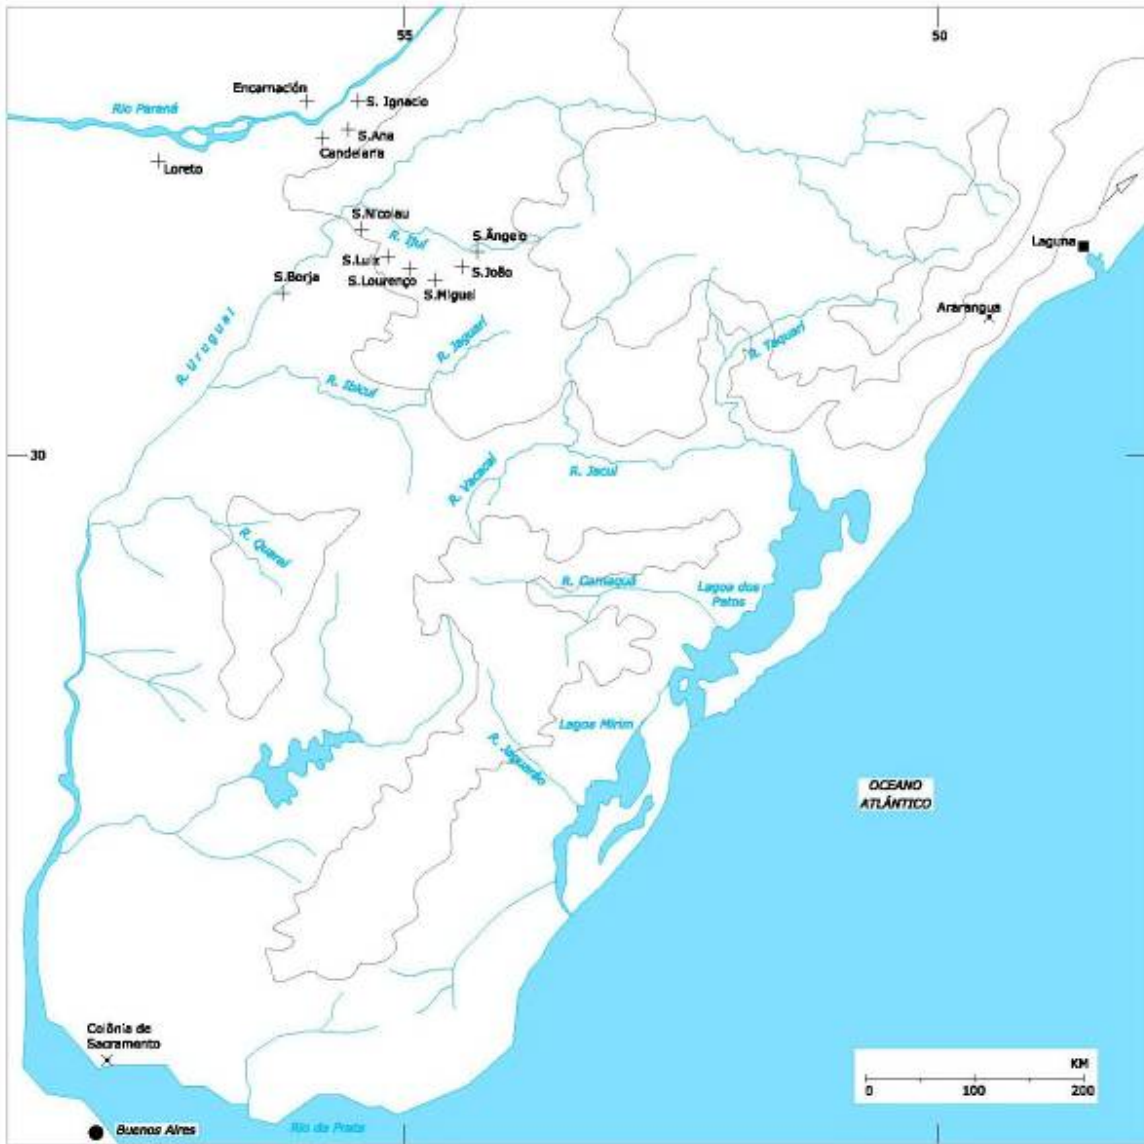 55
50
Encarnación
Rio Paraná
S. Ignacio
S.Ana
Candelaria
Loreto
S.Nicolau
R. Ijuí
S.Ângelo
S.Luiz
S.João
S.Lourenço
S.Miguel
S.Borja
Laguna
Ararangua
R. Uruguai
R. Jaguarí
R. Taquarí
R. Ibicuí
30
R. Vacacaí
R. Jacuí
R. Quaraí
R. Camaquã
Lagoa dos
Patos
Lagoa Mirim
R. Jaguarão
OCEANO
ATLÂNTICO
Colônia de
Sacramento
KM
0 100 200
Buenos Aires
Rio da Prata